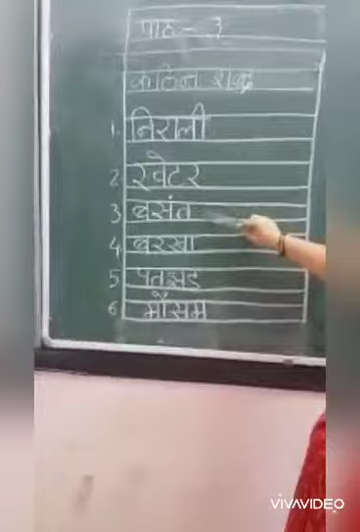 पाठ - 3
कठिन शब्द
1. निराली
2 स्वेटर
3 बसंत
4 बरखा
5 पतझड
6 मौसम
VIVAVIDEO